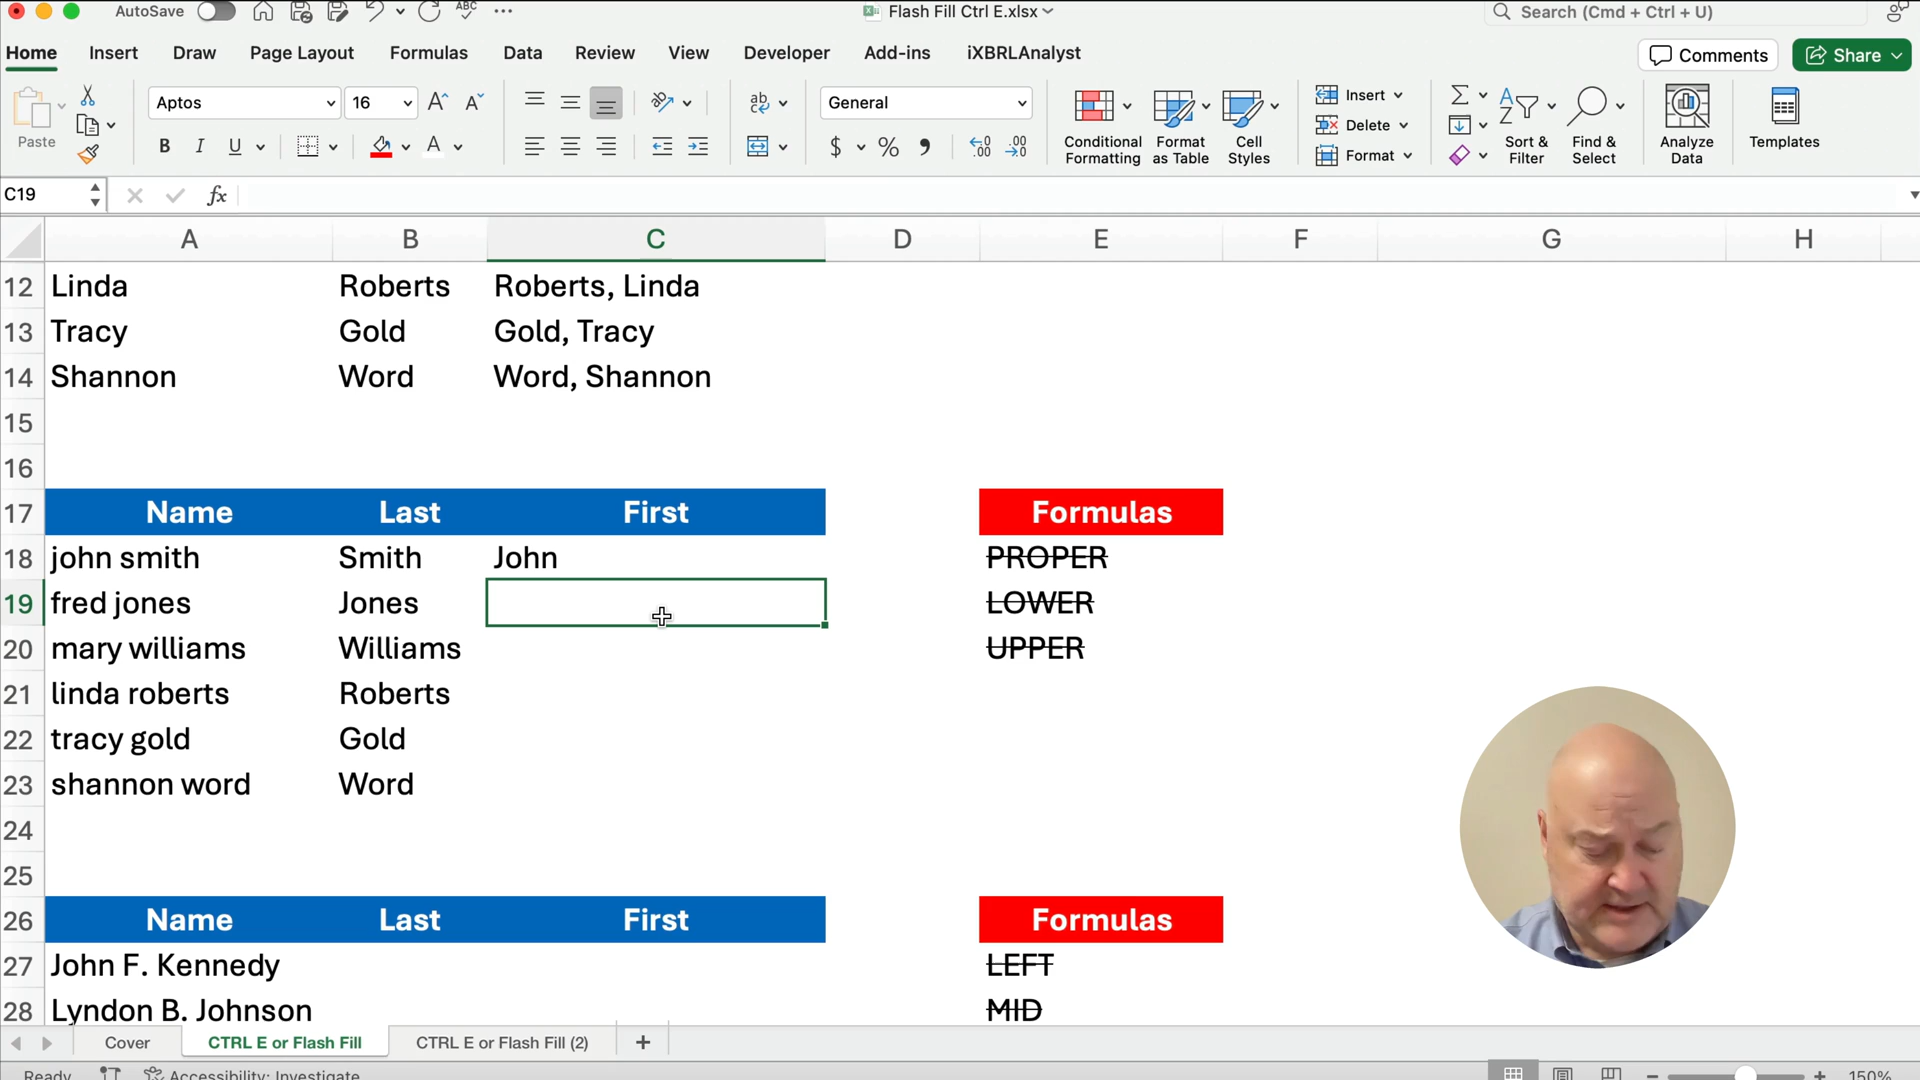 AutoSave
Flash Fill Ctrl E.xlsx
Search (Cmd + Ctrl + U)
Home Insert Draw Page Layout Formulas Data Review View Developer Add-ins iXBRLAnalyst
Comments Share
Paste
Aptos 16
B I U
General
$ %
Conditional Formatting
Format as Table
Cell Styles
Insert
Delete
Format
Sort & Filter
Find & Select
Analyze Data
Templates
C19 fx
A B C D E F G H
12 Linda Roberts Roberts, Linda
13 Tracy Gold Gold, Tracy
14 Shannon Word Word, Shannon
15
16
17 Name Last First Formulas
18 john smith Smith John PROPER
19 fred jones Jones LOWER
20 mary williams Williams UPPER
21 linda roberts Roberts
22 tracy gold Gold
23 shannon word Word
24
25
26 Name Last First Formulas
27 John F. Kennedy LEFT
28 Lyndon B. Johnson MID
Cover CTRL E or Flash Fill CTRL E or Flash Fill (2) +
Ready Accessibility: Investigate 150%